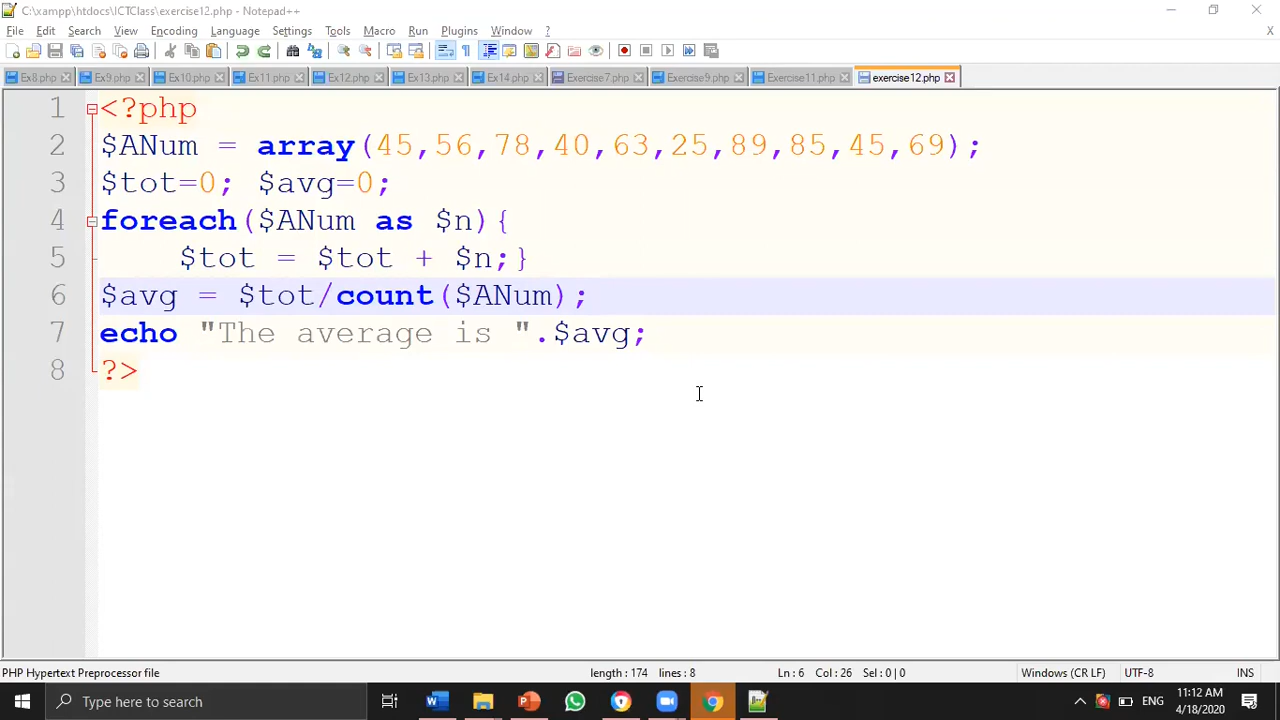 C:\xampp\htdocs\ICTClass\exercise12.php - Notepad++
File Edit Search View Encoding Language Settings Tools Macro Run Plugins Window ? X
Ex8.php Ex9.php Ex10.php Ex11.php Ex12.php Ex13.php Ex14.php Exercise7.php Exercise9.php Exercise11.php exercise12.php
1 <?php
2 $ANum = array(45,56,78,40,63,25,89,85,45,69);
3 $tot=0; $avg=0;
4 foreach($ANum as $n){
5 $tot = $tot + $n;}
6 $avg = $tot/count($ANum);
7 echo "The average is ".$avg;
8 ?>
PHP Hypertext Preprocessor file length : 174 lines : 8 Ln : 6 Col : 26 Sel : 0 | 0 Windows (CR LF) UTF-8 INS
Type here to search
ENG
11:12 AM
4/18/2020